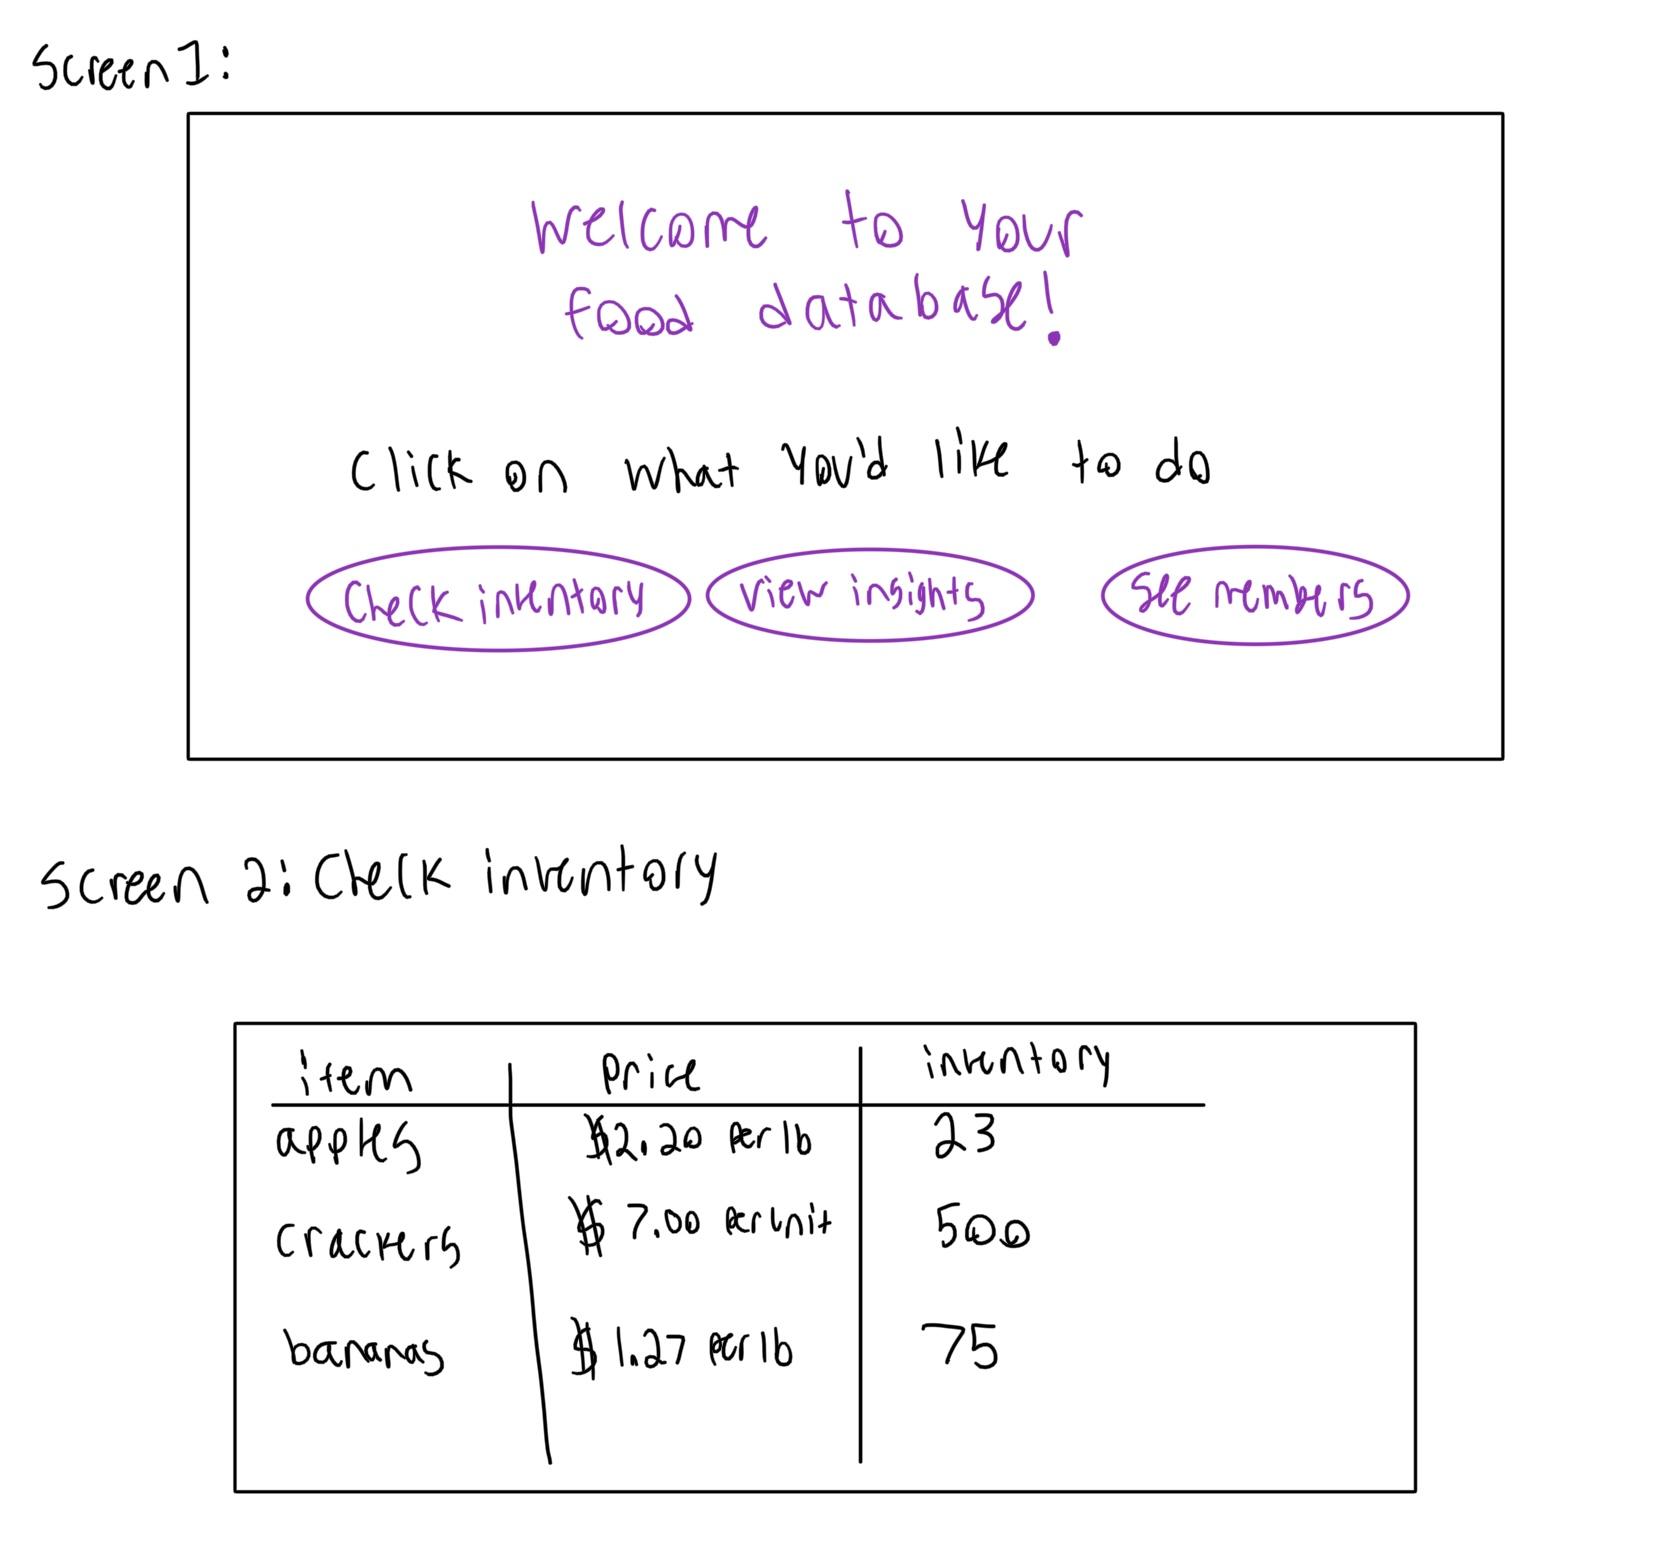 Screen 1:
Welcome to your
food database!
Click on what you'd like to do
Check inventory view insights see members
Screen 2: Check inventory
item price inventory
apples $2.20 per lb 23
crackers $ 7.00 per unit 500
bananas $ 1.27 per lb 75